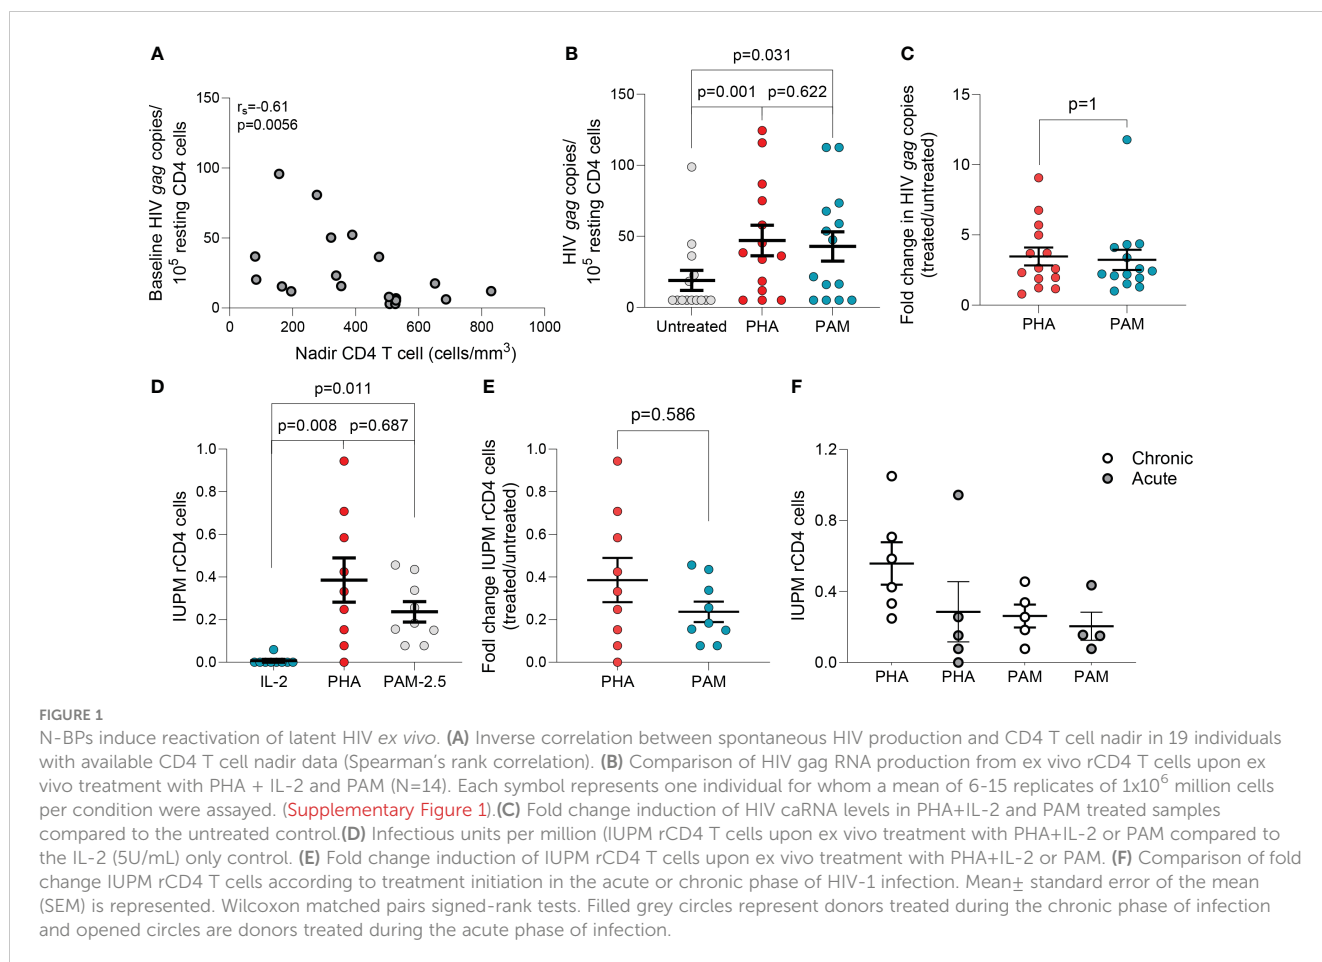 A
150
100
50
0
Baseline HIV gag copies/
10⁵ resting CD4 cells
rs=-0.61
p=0.0056
0
200
400
600
800
1000
Nadir CD4 T cell (cells/mm³)
B
p=0.031
p=0.001
p=0.622
150
100
50
0
HIV gag copies/
10⁵ resting CD4 cells
Untreated
PHA
PAM
C
p=1
15
10
5
0
Fold change in HIV gag copies
(treated/untreated)
PHA
PAM
D
p=0.011
p=0.008
p=0.687
1.0
0.8
0.6
0.4
0.2
0.0
IUPM rCD4 cells
IL-2
PHA
PAM-2.5
E
p=0.586
1.0
0.8
0.6
0.4
0.2
0.0
Fodl change IUPM rCD4 cells
(treated/untreated)
PHA
PAM
F
1.2
0.8
0.4
0.0
IUPM rCD4 cells
Chronic
Acute
PHA
PHA
PAM
PAM
FIGURE 1
N-BPs induce reactivation of latent HIV ex vivo. (A) Inverse correlation between spontaneous HIV production and CD4 T cell nadir in 19 individuals
with available CD4 T cell nadir data (Spearman's rank correlation). (B) Comparison of HIV gag RNA production from ex vivo rCD4 T cells upon ex
vivo treatment with PHA + IL-2 and PAM (N=14). Each symbol represents one individual for whom a mean of 6-15 replicates of 1x10⁶ million cells
per condition were assayed. (Supplementary Figure 1).(C) Fold change induction of HIV caRNA levels in PHA+IL-2 and PAM treated samples
compared to the untreated control.(D) Infectious units per million (IUPM rCD4 T cells upon ex vivo treatment with PHA+IL-2 or PAM compared to
the IL-2 (5U/mL) only control. (E) Fold change induction of IUPM rCD4 T cells upon ex vivo treatment with PHA+IL-2 or PAM. (F) Comparison of fold
change IUPM rCD4 T cells according to treatment initiation in the acute or chronic phase of HIV-1 infection. Mean± standard error of the mean
(SEM) is represented. Wilcoxon matched pairs signed-rank tests. Filled grey circles represent donors treated during the chronic phase of infection
and opened circles are donors treated during the acute phase of infection.